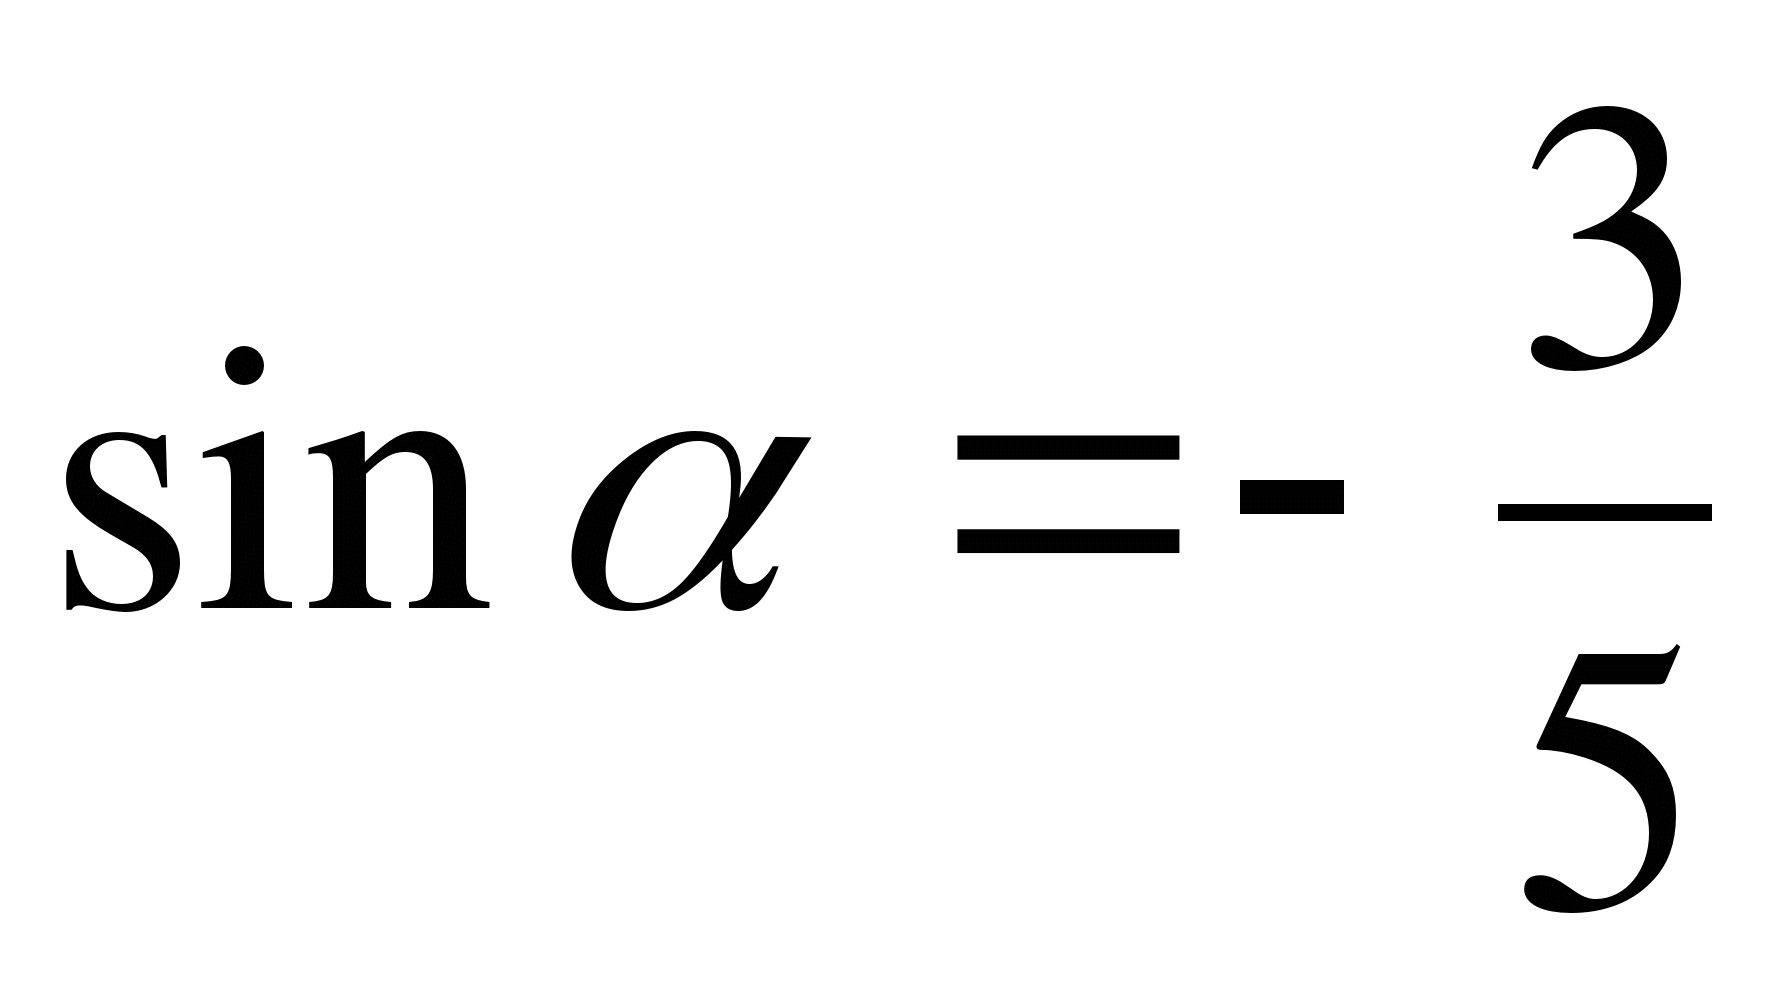 sin α = - 3/5